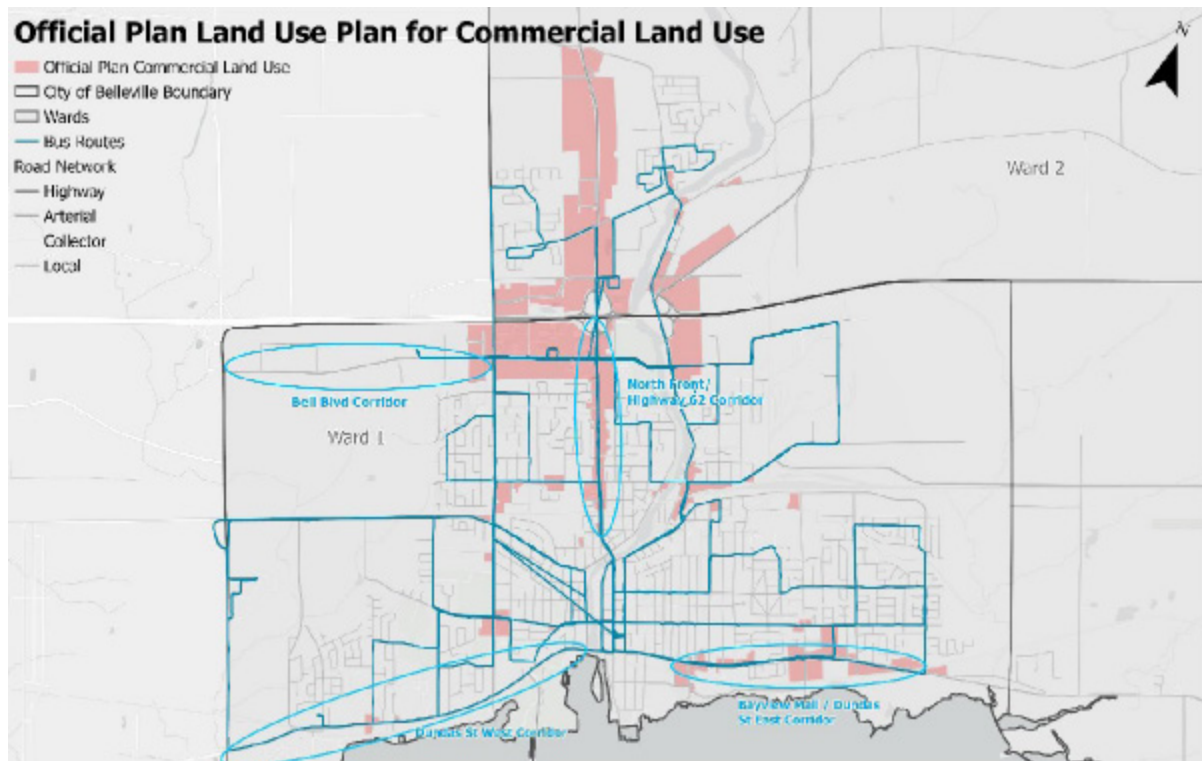 Official Plan Land Use Plan for Commercial Land Use
Official Plan Commercial Land Use
City of Belleville Boundary
Wards
Bus Routes
Road Network
Highway
Arterial
Collector
Local
N
Ward 2
North Front/
Highway 62 Corridor
Bell Blvd Corridor
Ward 1
Bayview Mall / Dundas
St East Corridor
Dundas St West Corridor